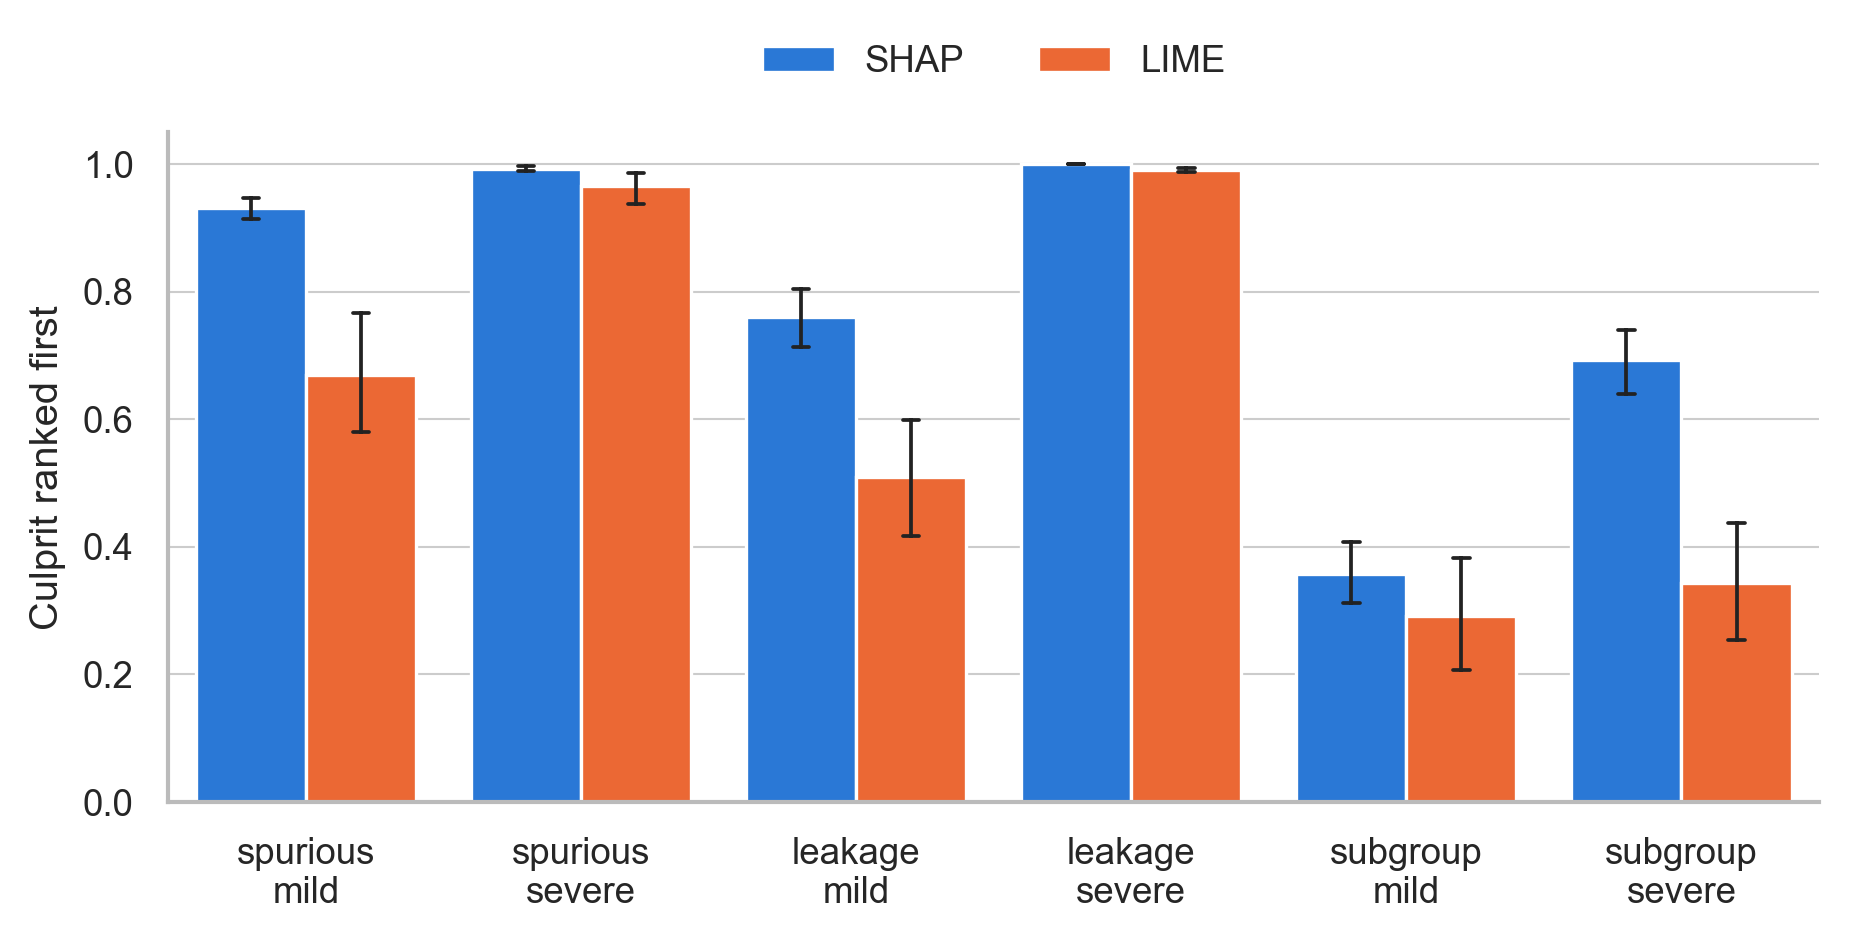 SHAP LIME
Culprit ranked first
1.0
0.8
0.6
0.4
0.2
0.0
spurious mild
spurious severe
leakage mild
leakage severe
subgroup mild
subgroup severe